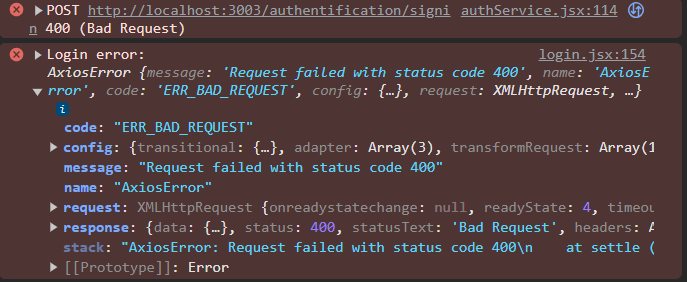 ▶POST http://localhost:3003/authentification/signi authService.jsx:114
n 400 (Bad Request)
▶Login error: login.jsx:154
AxiosError {message: 'Request failed with status code 400', name: 'AxiosE
▼rror', code: 'ERR_BAD_REQUEST', config: {…}, request: XMLHttpRequest, …}
i
code: "ERR_BAD_REQUEST"
▶config: {transitional: {…}, adapter: Array(3), transformRequest: Array(1
message: "Request failed with status code 400"
name: "AxiosError"
▶request: XMLHttpRequest {onreadystatechange: null, readyState: 4, timeou
▶response: {data: {…}, status: 400, statusText: 'Bad Request', headers: A
stack: "AxiosError: Request failed with status code 400\n    at settle (
▶[[Prototype]]: Error